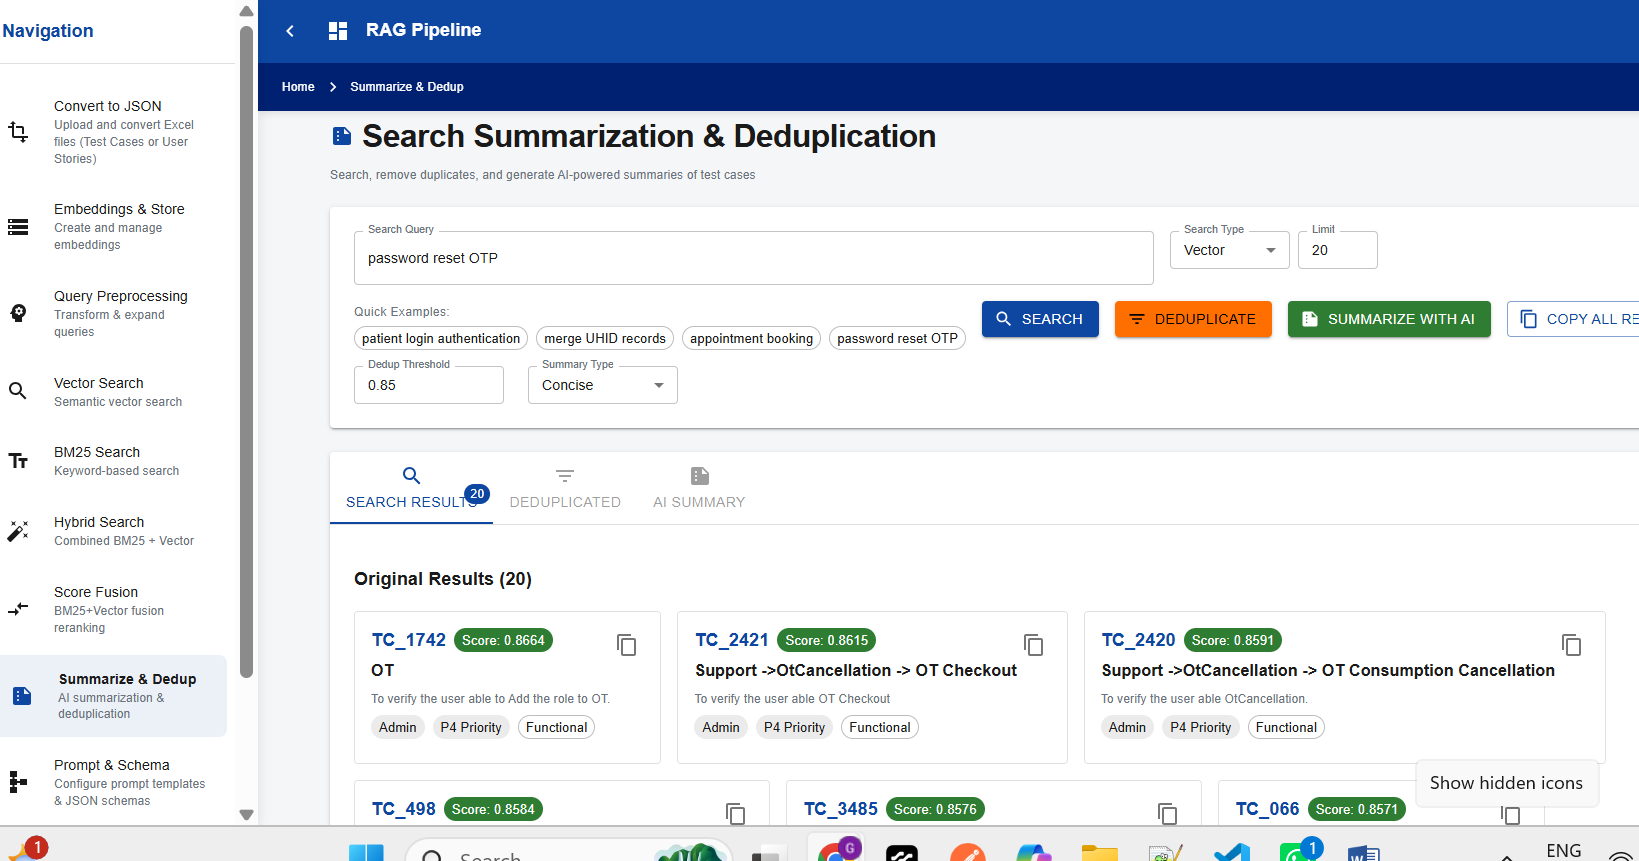 Navigation
Convert to JSON
Upload and convert Excel
files (Test Cases or User
Stories)
Embeddings & Store
Create and manage
embeddings
Query Preprocessing
Transform & expand
queries
Vector Search
Semantic vector search
BM25 Search
Keyword-based search
Hybrid Search
Combined BM25 + Vector
Score Fusion
BM25+Vector fusion
reranking
Summarize & Dedup
AI summarization &
deduplication
Prompt & Schema
Configure prompt templates
& JSON schemas
RAG Pipeline
Home > Summarize & Dedup
Search Summarization & Deduplication
Search, remove duplicates, and generate AI-powered summaries of test cases
Search Query
password reset OTP
Search Type
Vector
Limit
20
Quick Examples:
patient login authentication
merge UHID records
appointment booking
password reset OTP
SEARCH
DEDUPLICATE
SUMMARIZE WITH AI
COPY ALL RE
Dedup Threshold
0.85
Summary Type
Concise
SEARCH RESULTS
20
DEDUPLICATED
AI SUMMARY
Original Results (20)
TC_1742 Score: 0.8664
OT
To verify the user able to Add the role to OT.
Admin P4 Priority Functional
TC_2421 Score: 0.8615
Support ->OtCancellation -> OT Checkout
To verify the user able OT Checkout
Admin P4 Priority Functional
TC_2420 Score: 0.8591
Support ->OtCancellation -> OT Consumption Cancellation
To verify the user able OtCancellation.
Admin P4 Priority Functional
TC_498 Score: 0.8584
TC_3485 Score: 0.8576
TC_066 Score: 0.8571
Show hidden icons
1
Search
G
1
ENG